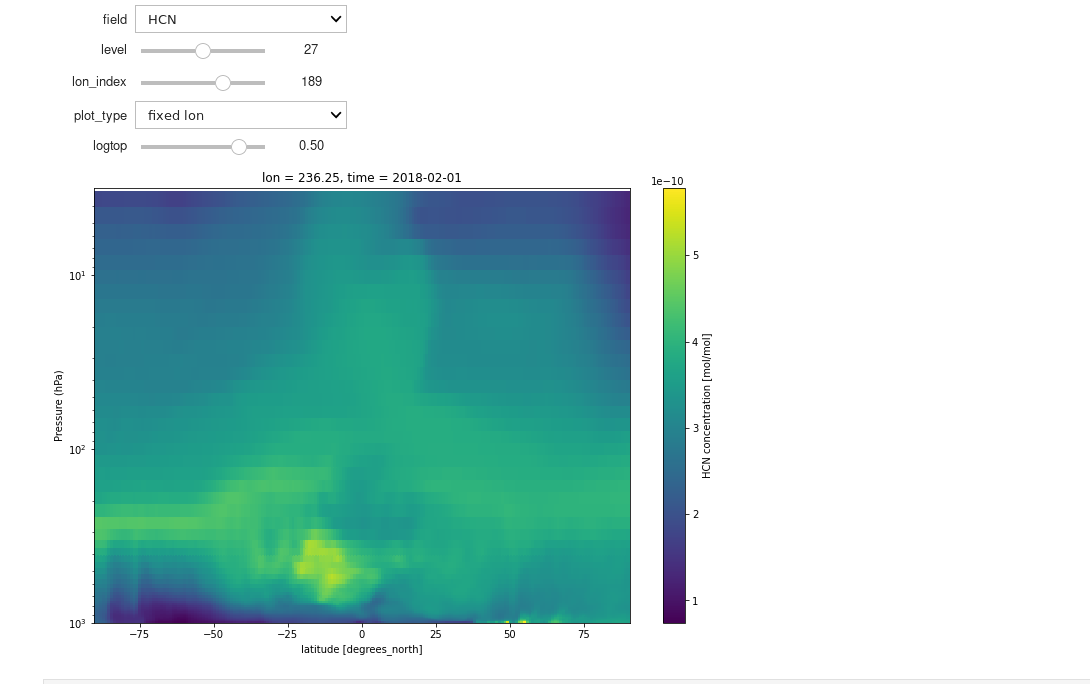 field HCN
level 27
lon_index 189
plot_type fixed lon
logtop 0.50
lon = 236.25, time = 2018-02-01
1e−10
5
4
3
2
1
HCN concentration [mol/mol]
Pressure (hPa)
10¹
10²
10³
−75 −50 −25 0 25 50 75
latitude [degrees_north]